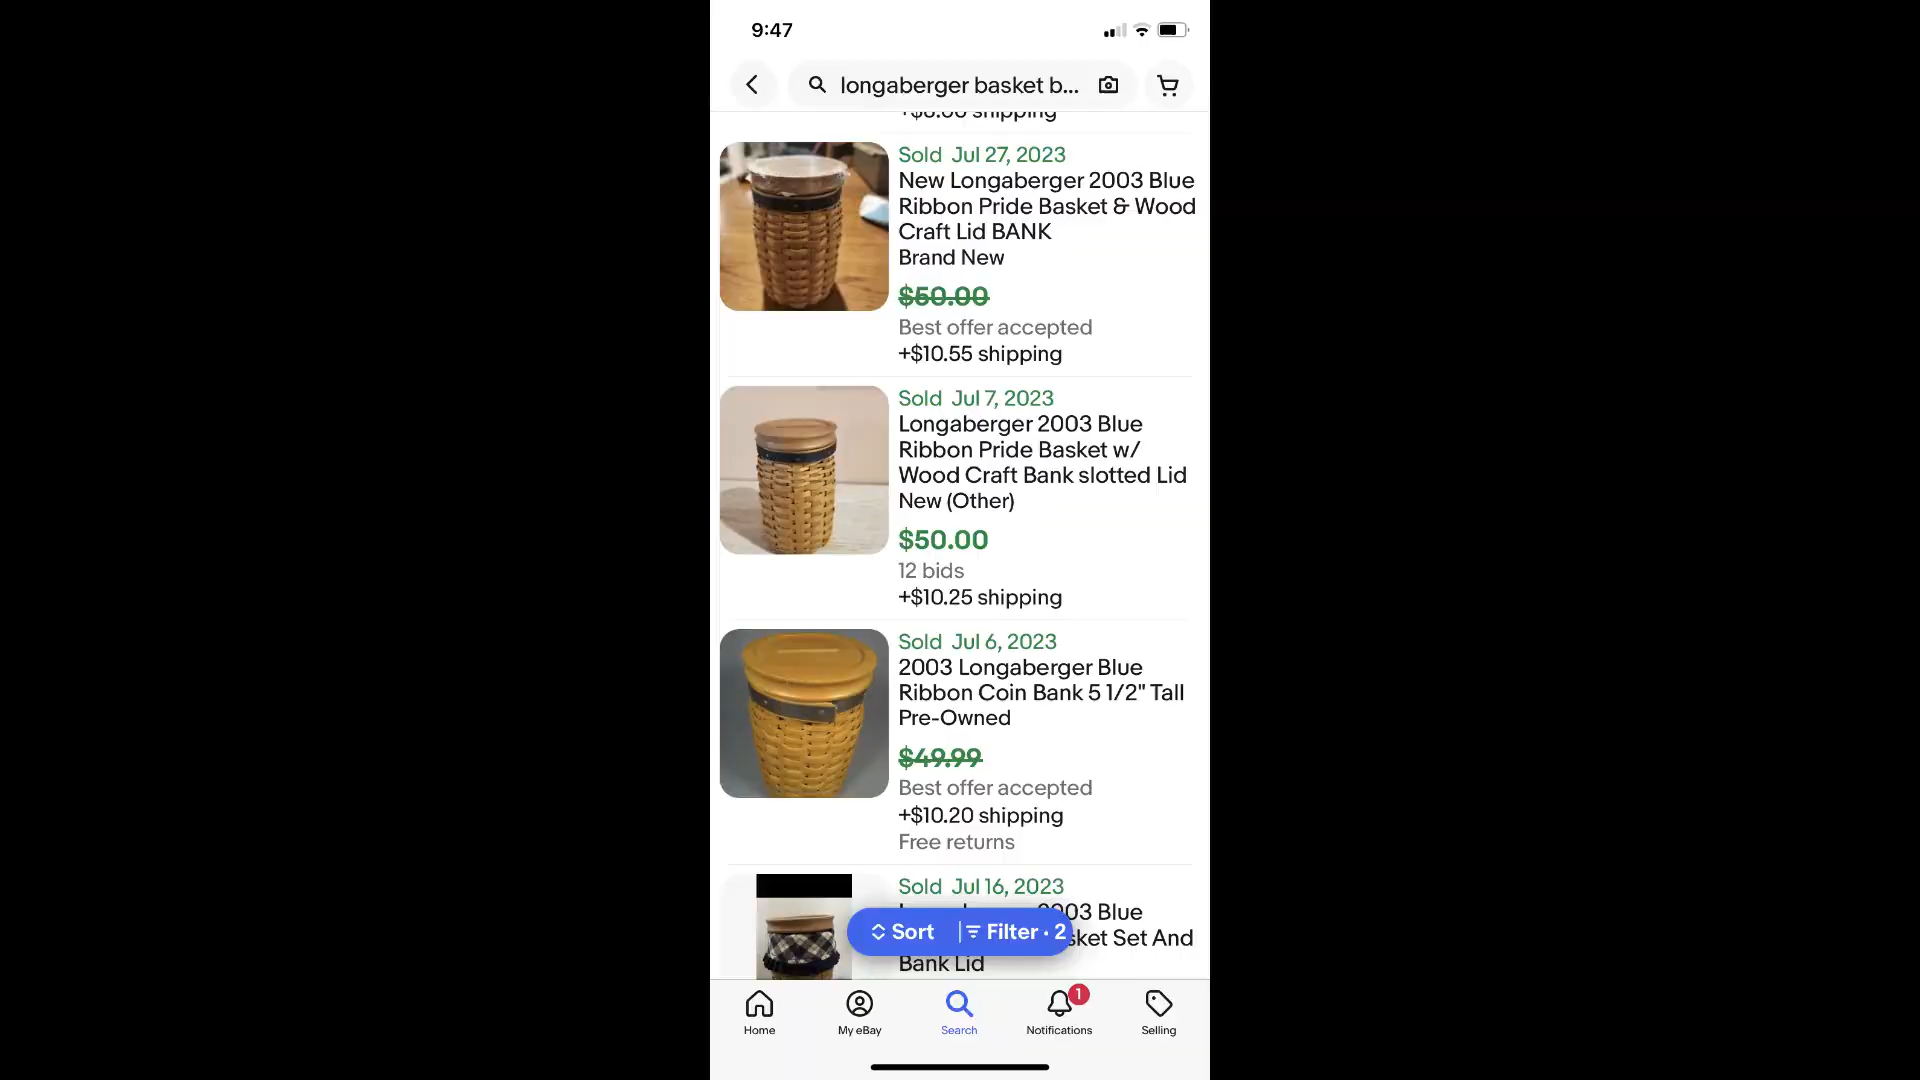 9:47
longaberger basket b...
+$8.00 shipping
Sold Jul 27, 2023
New Longaberger 2003 Blue
Ribbon Pride Basket & Wood
Craft Lid BANK
Brand New
$50.00
Best offer accepted
+$10.55 shipping
Sold Jul 7, 2023
Longaberger 2003 Blue
Ribbon Pride Basket w/
Wood Craft Bank slotted Lid
New (Other)
$50.00
12 bids
+$10.25 shipping
Sold Jul 6, 2023
2003 Longaberger Blue
Ribbon Coin Bank 5 1/2" Tall
Pre-Owned
$49.99
Best offer accepted
+$10.20 shipping
Free returns
Sold Jul 16, 2023
Blue
Set And
Bank Lid
Sort
Filter · 2
Home
My eBay
Search
1
Notifications
Selling